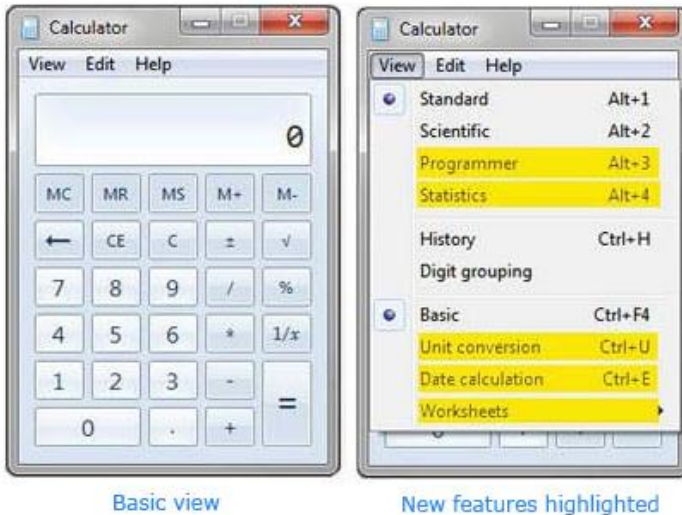 Calculator
View Edit Help
0
MC MR MS M+ M-
← CE C ± √
7 8 9 / %
4 5 6 * 1/x
1 2 3 - =
0 . +
Basic view
Calculator
View Edit Help
Standard Alt+1
Scientific Alt+2
Programmer Alt+3
Statistics Alt+4
History Ctrl+H
Digit grouping
Basic Ctrl+F4
Unit conversion Ctrl+U
Date calculation Ctrl+E
Worksheets
New features highlighted